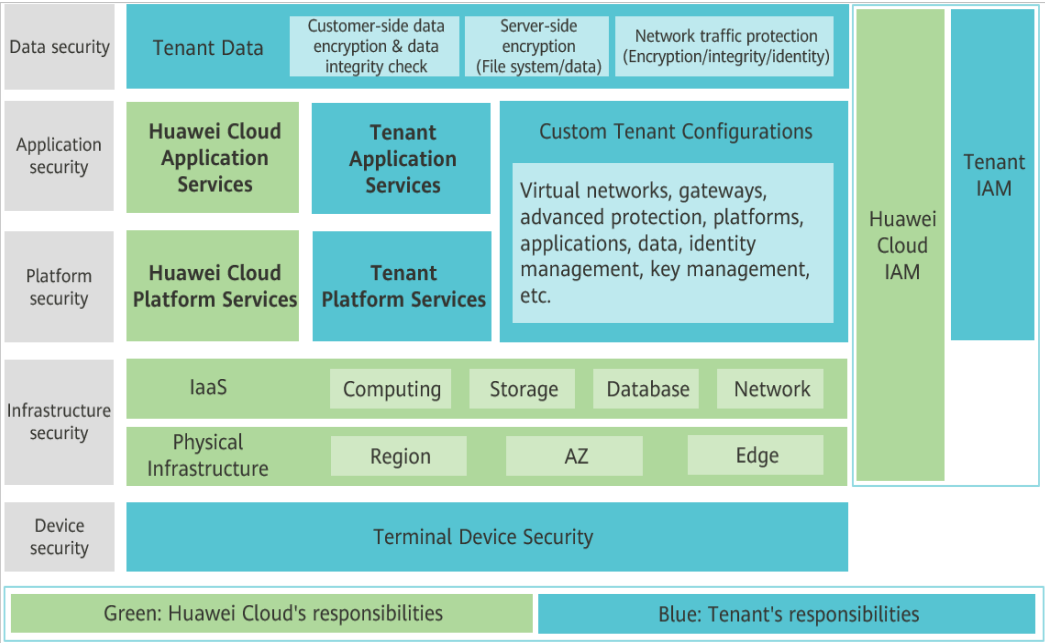 Data security
Tenant Data
Customer-side data
encryption & data
integrity check
Server-side
encryption
(File system/data)
Network traffic protection
(Encryption/integrity/identity)
Application
security
Huawei Cloud
Application
Services
Tenant
Application
Services
Custom Tenant Configurations
Virtual networks, gateways,
advanced protection, platforms,
applications, data, identity
management, key management,
etc.
Platform
security
Huawei Cloud
Platform Services
Tenant
Platform Services
Huawei
Cloud
IAM
Tenant
IAM
Infrastructure
security
IaaS
Computing
Storage
Database
Network
Physical
Infrastructure
Region
AZ
Edge
Device
security
Terminal Device Security
Green: Huawei Cloud's responsibilities
Blue: Tenant's responsibilities